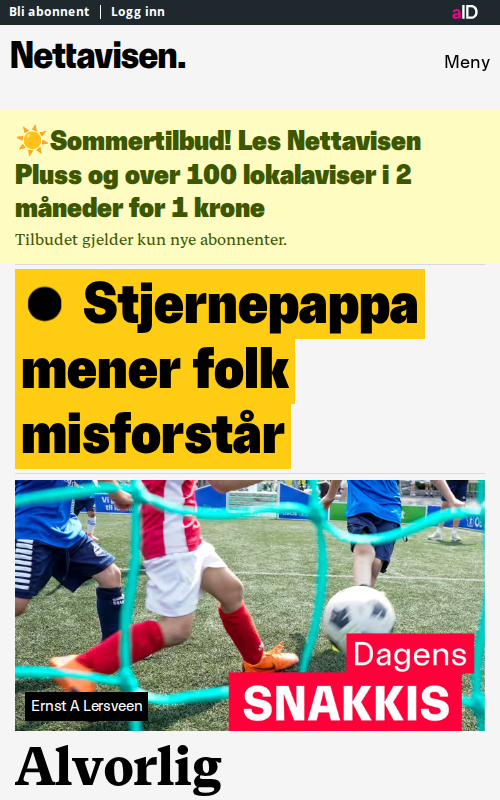 Bli abonnent
Logg inn
aID
Nettavisen.
Meny
☀️Sommertilbud! Les Nettavisen
Pluss og over 100 lokalaviser i 2
måneder for 1 krone
Tilbudet gjelder kun nye abonnenter.
● Stjernepappa
mener folk
misforstår
Dagens
SNAKKIS
Ernst A Lersveen
Alvorlig